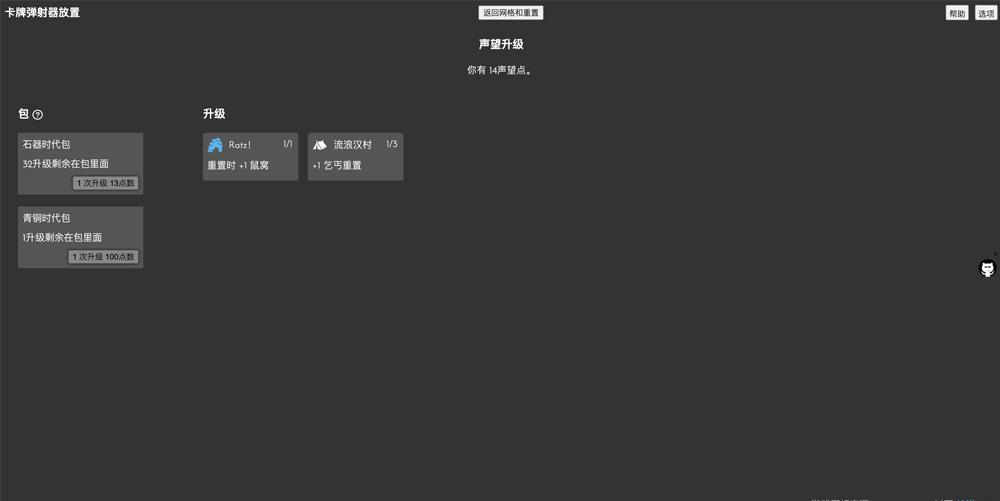 卡牌弹射器放置
返回网格和重置
帮助
选项
声望升级
你有 14声望点。
包
升级
石器时代包
32升级剩余在包里面
1 次升级 13点数
青铜时代包
1升级剩余在包里面
1 次升级 100点数
Ratz!
1/1
重置时 +1 鼠窝
流浪汉村
1/3
+1 乞丐重置